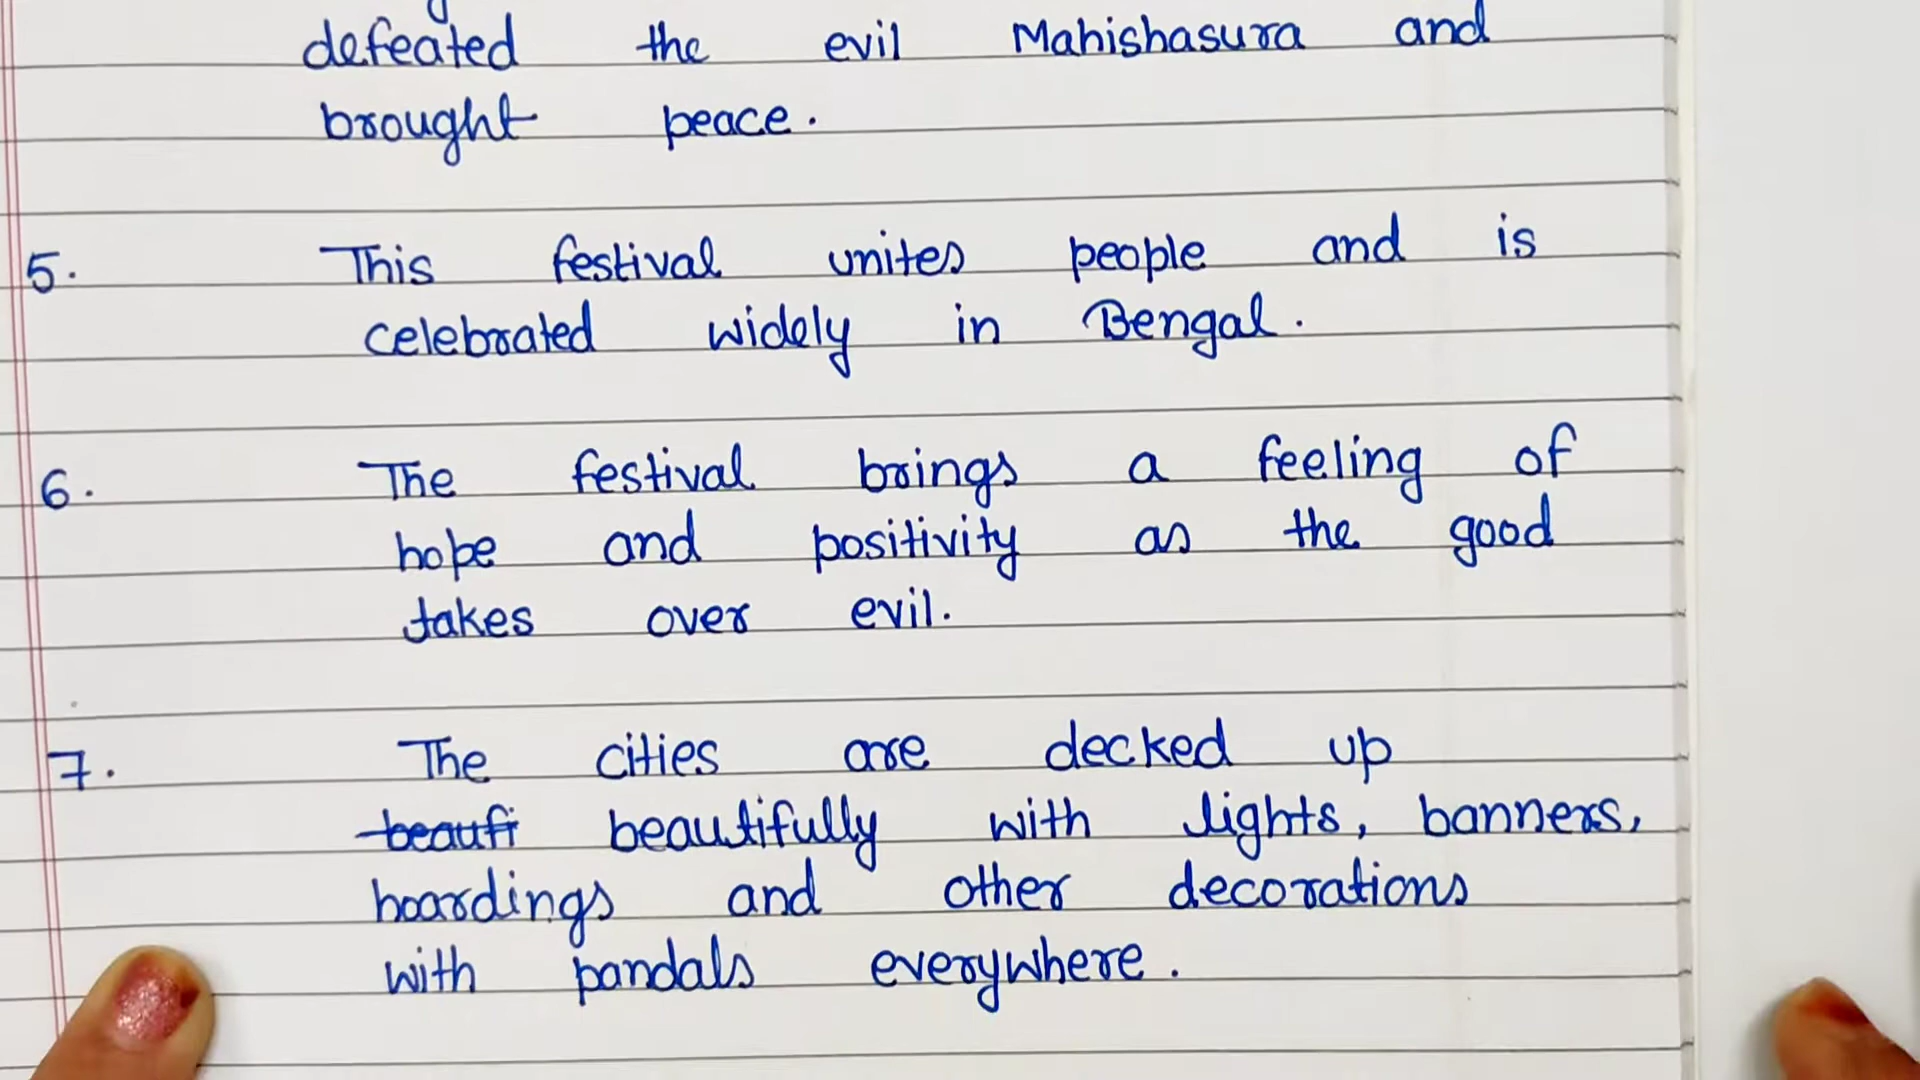 defeated the evil Mahishasura and
brought peace.
5. This festival unites people and is
celebrated widely in Bengal.
6. The festival brings a feeling of
hope and positivity as the good
takes over evil.
7. The cities are decked up
beaufi beautifully with lights, banners,
hoardings and other decorations
with pandals everywhere.